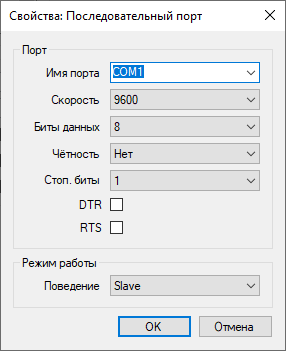 Свойства: Последовательный порт
Порт
Имя порта COM1
Скорость 9600
Биты данных 8
Чётность Нет
Стоп. биты 1
DTR
RTS
Режим работы
Поведение Slave
OK Отмена